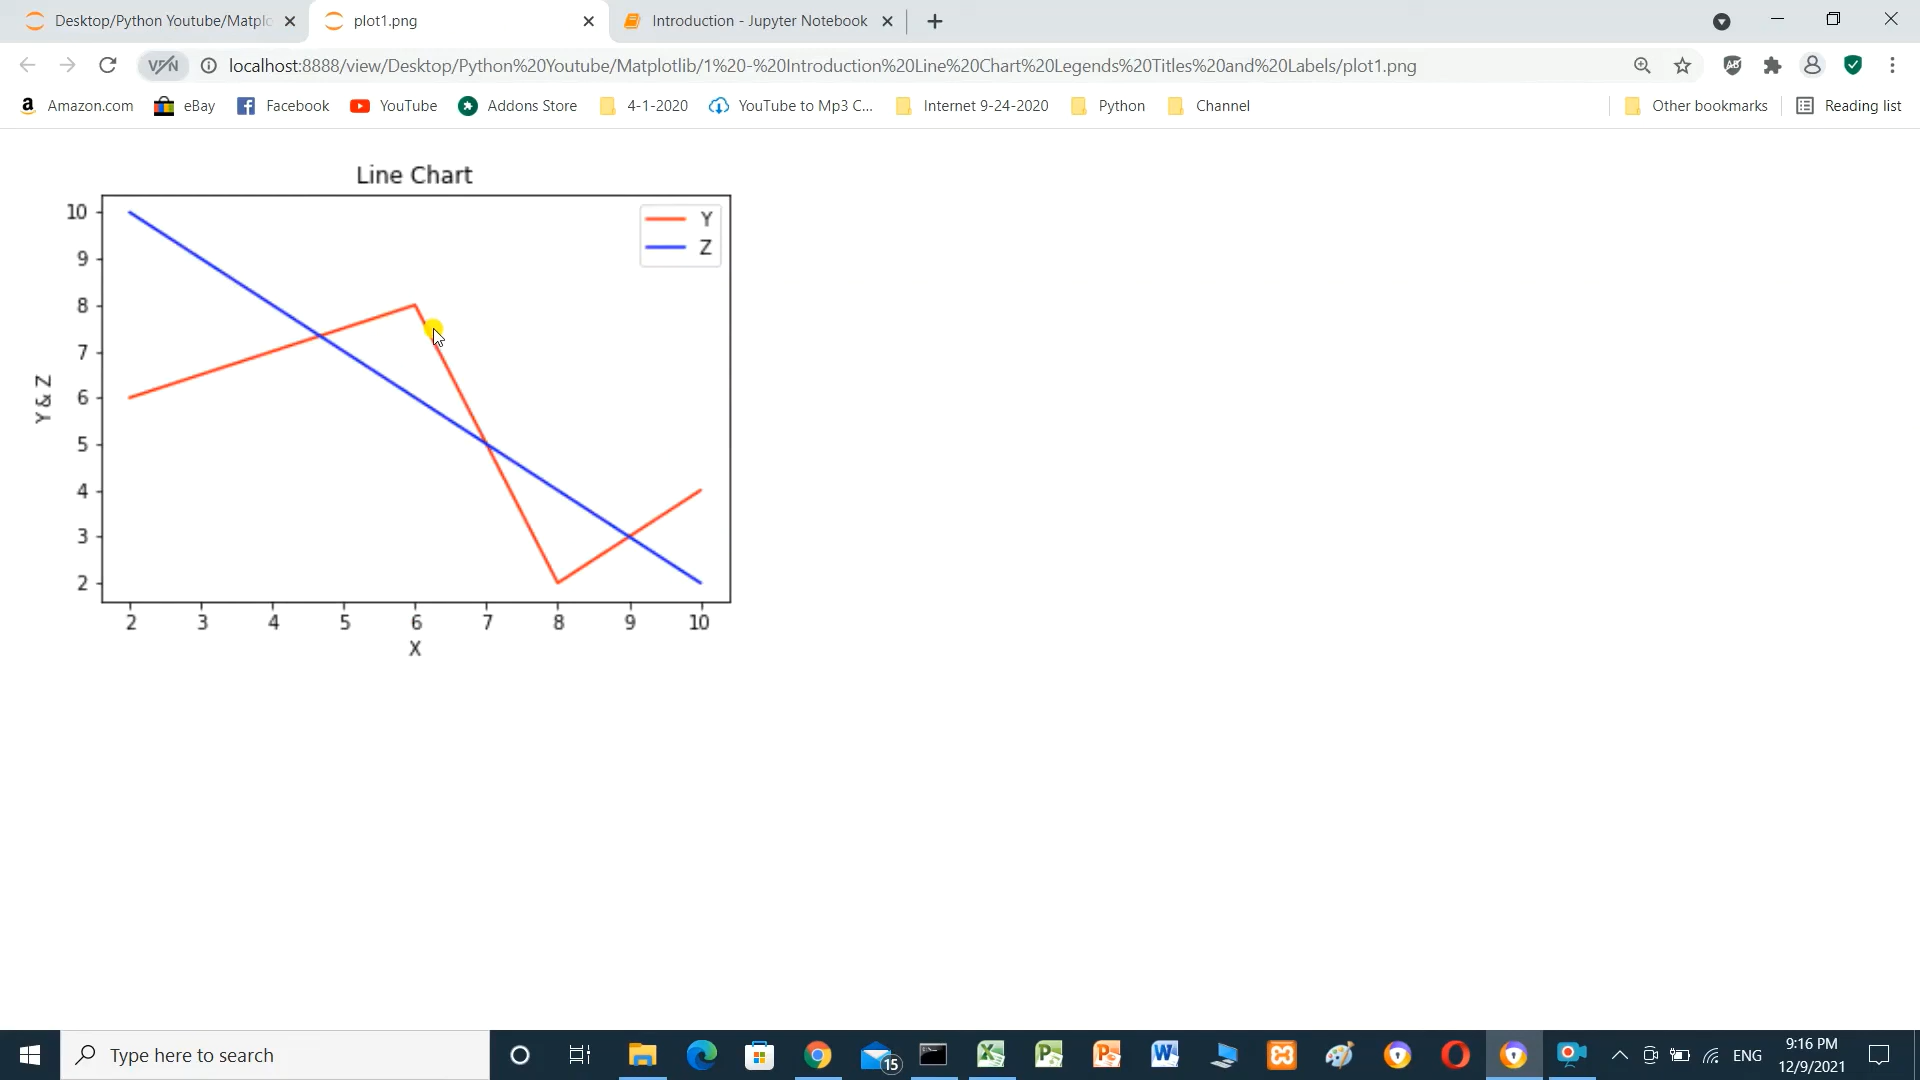 Desktop/Python Youtube/Matplo
plot1.png
Introduction - Jupyter Notebook
VPN
localhost:8888/view/Desktop/Python%20Youtube/Matplotlib/1%20-%20Introduction%20Line%20Chart%20Legends%20Titles%20and%20Labels/plot1.png
Amazon.com
eBay
Facebook
YouTube
Addons Store
4-1-2020
YouTube to Mp3 C...
Internet 9-24-2020
Python
Channel
Other bookmarks
Reading list
Line Chart
Y
Z
10
9
8
7
6
5
4
3
2
Y & Z
2 3 4 5 6 7 8 9 10
X
Type here to search
15
ENG
9:16 PM
12/9/2021